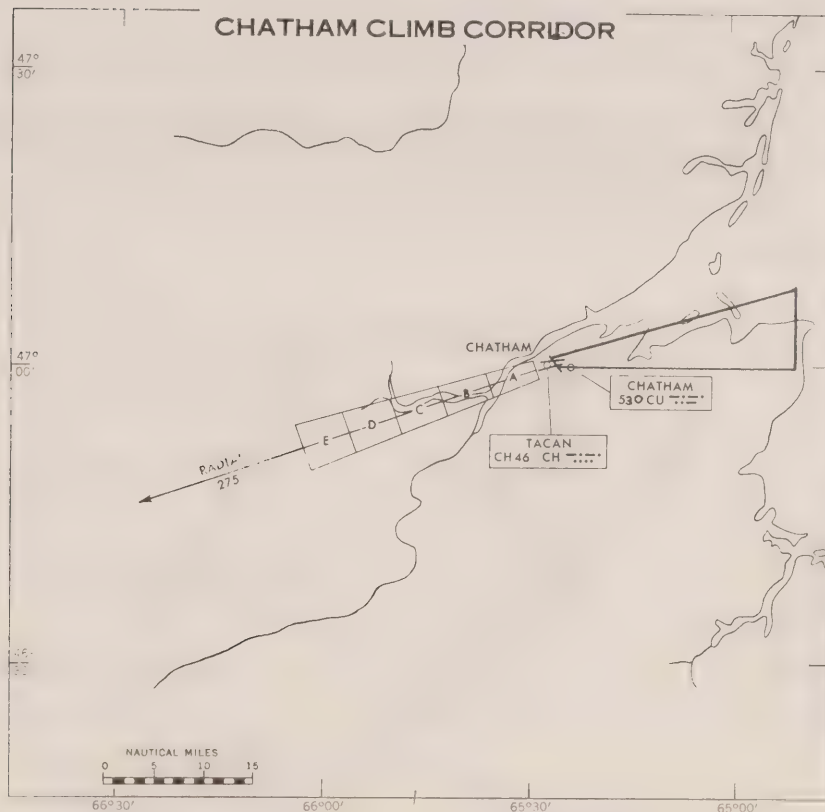 CHATHAM CLIMB CORRIDOR
47°
30'
CHATHAM
47°
00'
A
B
C
D
E
CHATHAM
530 CU
TACAN
CH 46 CH
RADIAL
275
NAUTICAL MILES
0 5 10 15
66°30' 66°00' 65°30' 65°00'